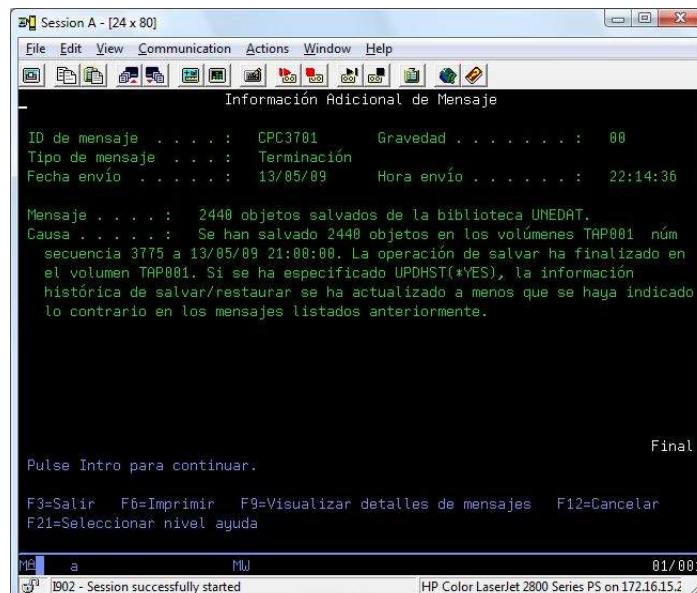 Session A - [24 x 80]
File Edit View Communication Actions Window Help
Información Adicional de Mensaje
ID de mensaje . . . . : CPC3701 Gravedad . . . . . . . : 00
Tipo de mensaje . . . : Terminación
Fecha envío . . . . . : 13/05/09 Hora envío . . . . . . : 22:14:36
Mensaje . . . . : 2440 objetos salvados de la biblioteca UNEDAT.
Causa . . . . . : Se han salvado 2440 objetos en los volúmenes TAP001 núm
secuencia 3775 a 13/05/09 21:00:00. La operación de salvar ha finalizado en
el volumen TAP001. Si se ha especificado UPDHST(*YES), la información
histórica de salvar/restaurar se ha actualizado a menos que se haya indicado
lo contrario en los mensajes listados anteriormente.
Final
Pulse Intro para continuar.
F3=Salir F6=Imprimir F9=Visualizar detalles de mensajes F12=Cancelar
F21=Seleccionar nivel ayuda
MA a MW 01/00
I902 - Session successfully started HP Color LaserJet 2800 Series PS on 172.16.15.2